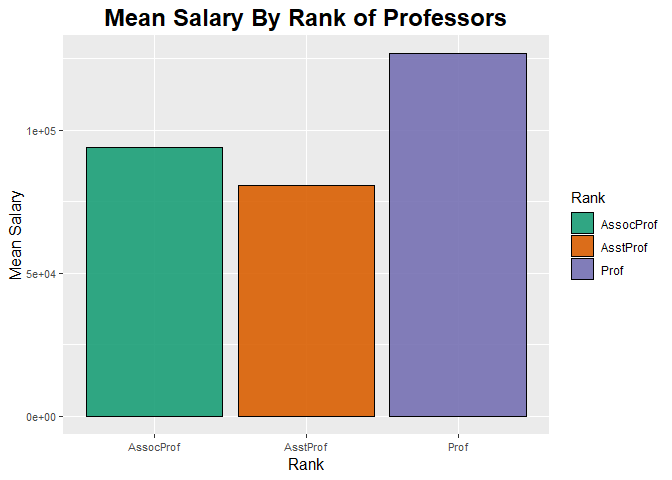 Mean Salary By Rank of Professors
Mean Salary
1e+05
5e+04
0e+00
AssocProf
AsstProf
Prof
Rank
Rank
AssocProf
AsstProf
Prof